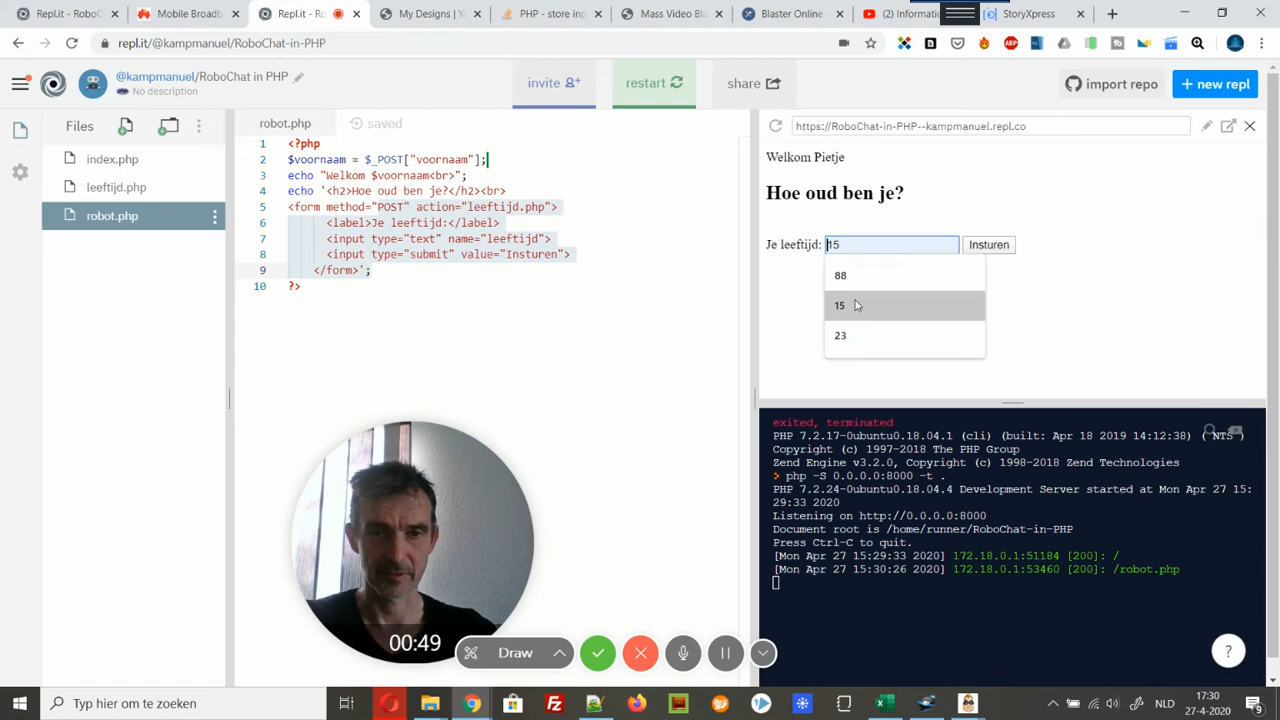 Repl.it - Robo
Mobile Broa
Repl.it - R
My Designs | Y
PHP - store in
Mass Video B
Blaster Online
(2) Informati
StoryXpress
repl.it/@kampmanuel/RoboChat-in-PHP
@kampmanuel/RoboChat in PHP
No description
invite
restart
share
import repo
+ new repl
Files
index.php
leeftijd.php
robot.php
robot.php
saved
1 <?php
2 $voornaam = $_POST["voornaam"];
3 echo "Welkom $voornaam<br>";
4 echo '<h2>Hoe oud ben je?</h2><br>
5 <form method="POST" action="leeftijd.php">
6 <label>Je leeftijd:</label>
7 <input type="text" name="leeftijd">
8 <input type="submit" value="Insturen">
9 </form>';
10 ?>
https://RoboChat-in-PHP--kampmanuel.repl.co
Welkom Pietje
Hoe oud ben je?
Je leeftijd: 15 Insturen
88
15
23
exited, terminated
PHP 7.2.17-0ubuntu0.18.04.1 (cli) (built: Apr 18 2019 14:12:38) ( NTS )
Copyright (c) 1997-2018 The PHP Group
Zend Engine v3.2.0, Copyright (c) 1998-2018 Zend Technologies
> php -S 0.0.0.0:8000 -t .
PHP 7.2.24-0ubuntu0.18.04.4 Development Server started at Mon Apr 27 15:
29:33 2020
Listening on http://0.0.0.0:8000
Document root is /home/runner/RoboChat-in-PHP
Press Ctrl-C to quit.
[Mon Apr 27 15:29:33 2020] 172.18.0.1:51184 [200]: /
[Mon Apr 27 15:30:26 2020] 172.18.0.1:53460 [200]: /robot.php
00:49
Draw
?
Typ hier om te zoeken
NLD
17:30
27-4-2020